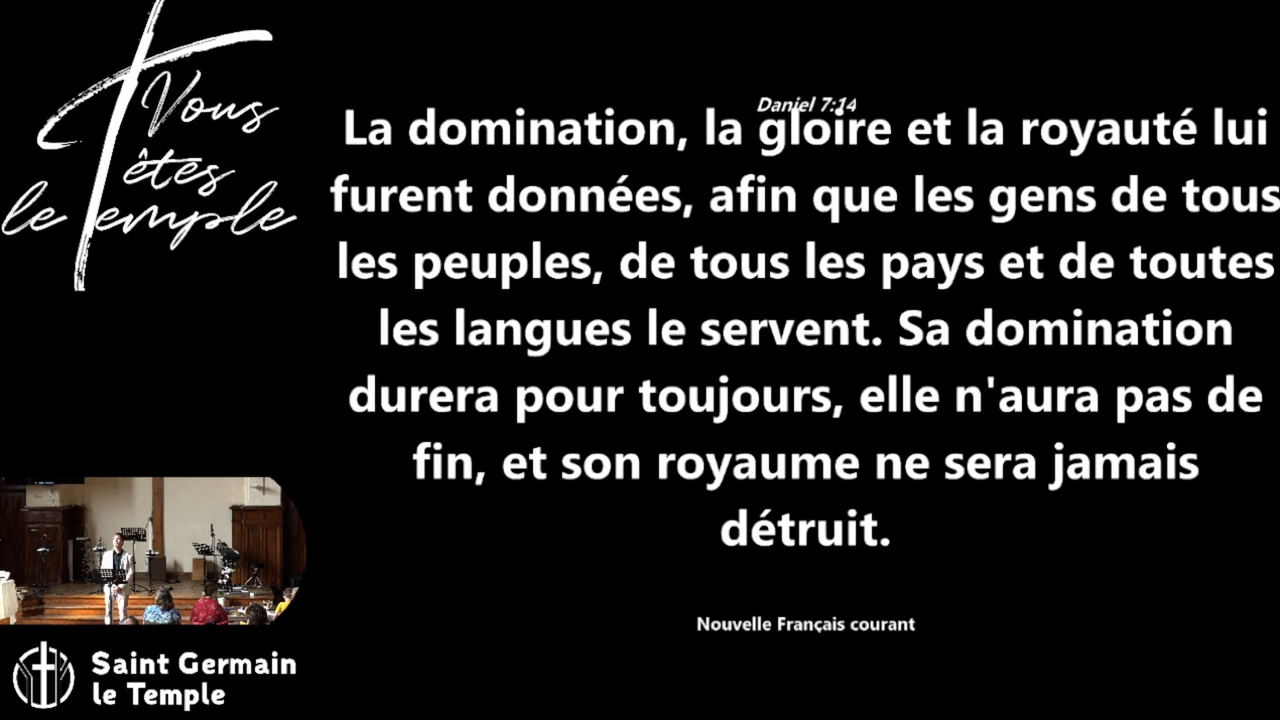 Vous
êtes
le Temple
Daniel 7:14
La domination, la gloire et la royauté lui
furent données, afin que les gens de tous
les peuples, de tous les pays et de toutes
les langues le servent. Sa domination
durera pour toujours, elle n'aura pas de
fin, et son royaume ne sera jamais
détruit.
Nouvelle Français courant
Saint Germain
le Temple